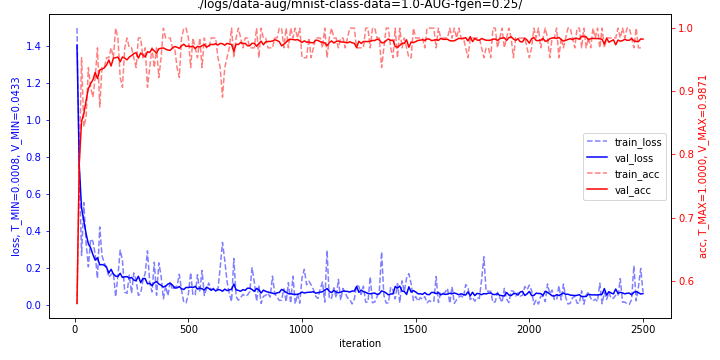 ./logs/data-aug/mnist-class-data=1.0-AUG-fgen=0.25/
loss, T_MIN=0.0008, V_MIN=0.0433
1.4
1.2
1.0
0.8
0.6
0.4
0.2
0.0
train_loss
val_loss
train_acc
val_acc
1.0
0.9
0.8
0.7
0.6
acc, T_MAX=1.0000, V_MAX=0.9871
0
500
1000
1500
2000
2500
iteration